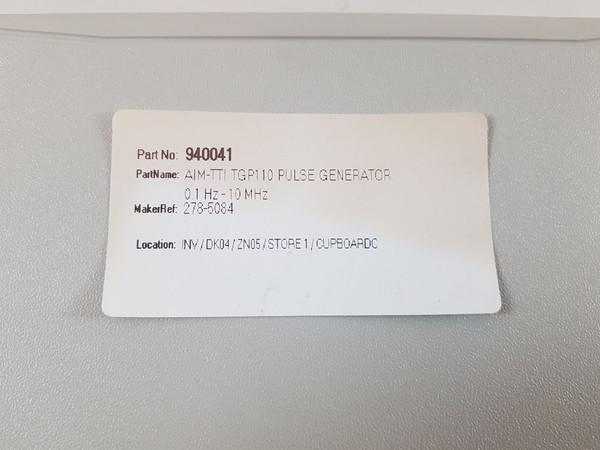 Part No: 940041
PartName: AIM-TTI TGP110 PULSE GENERATOR
0.1 Hz - 10 MHz
MakerRef: 278-5084
Location: INV / DK04 / ZN05 / STORE 1 / CUPBOARDC